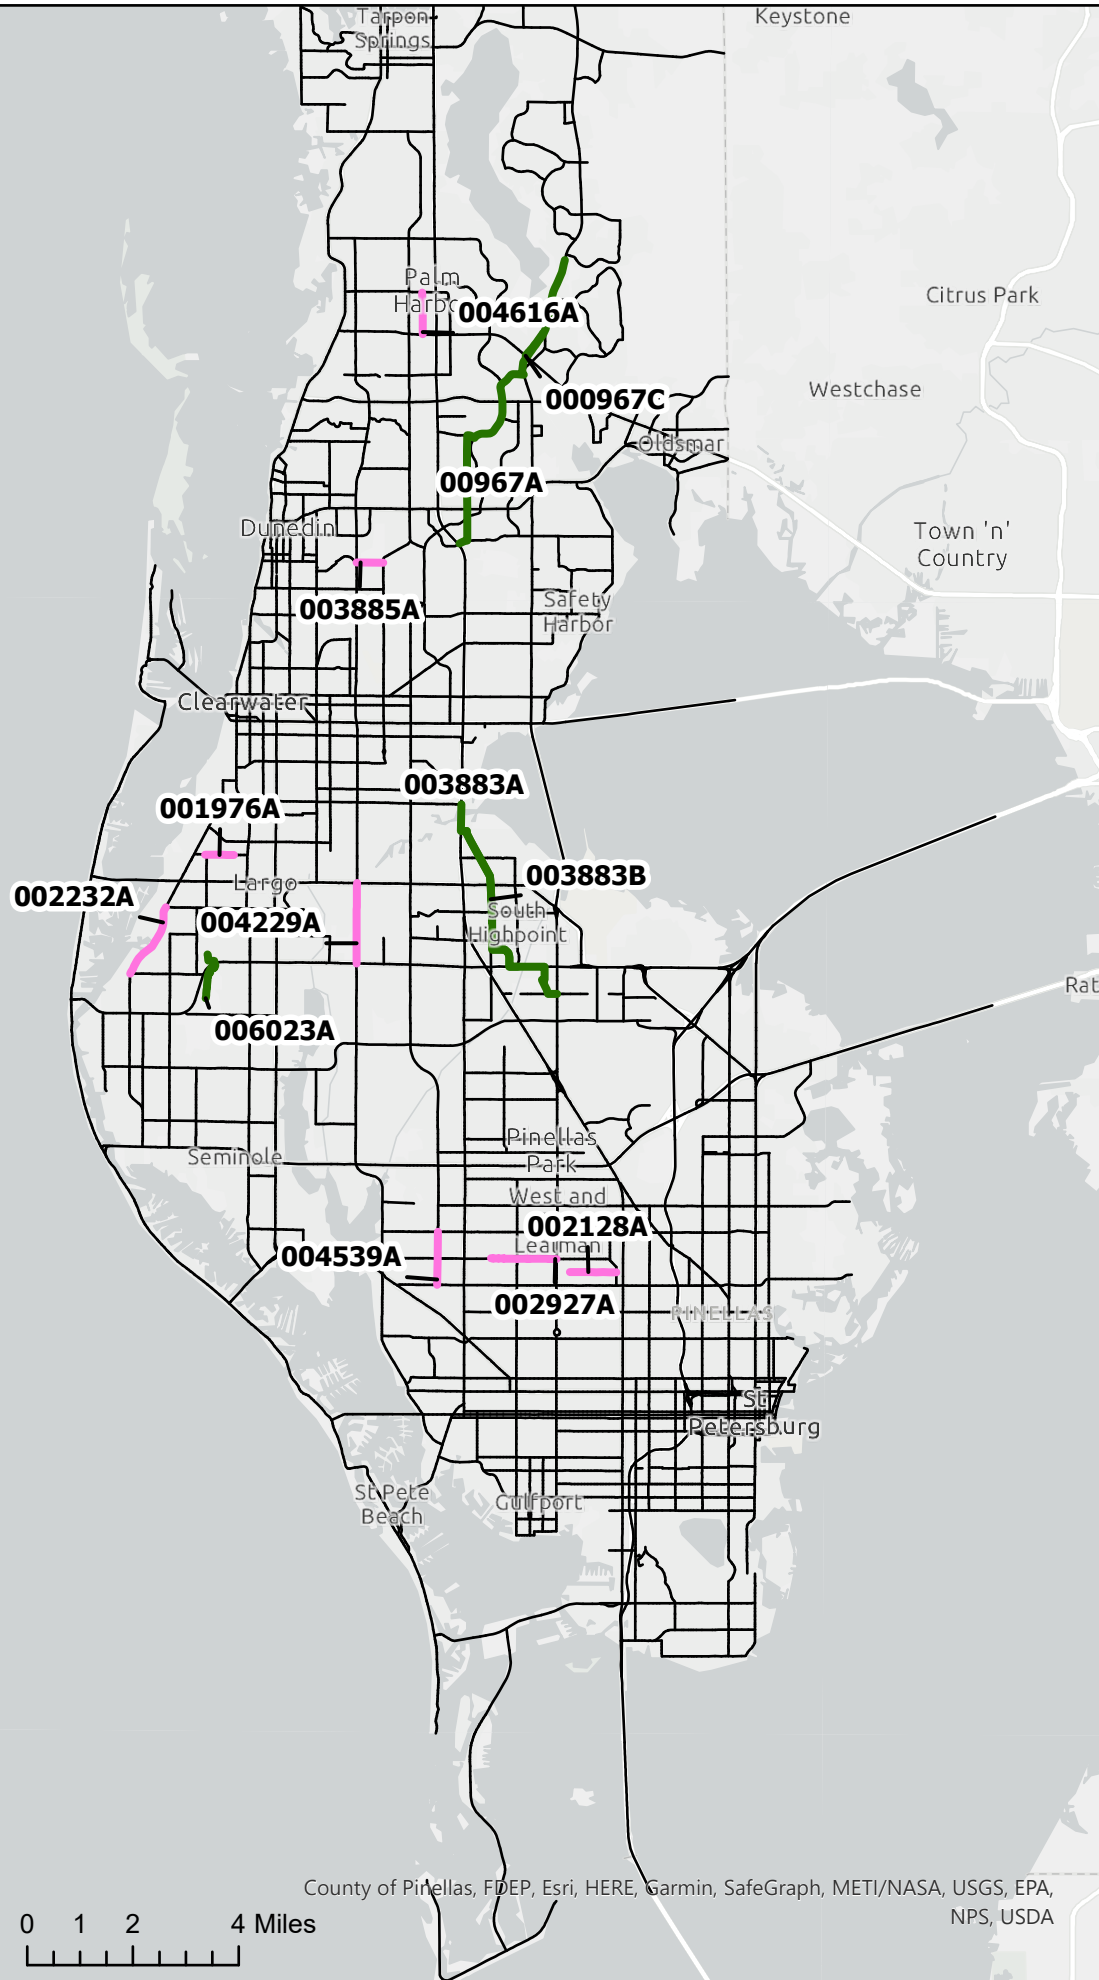 Tarpon
Springs
Keystone
Palm
Harbo
004616A
Citrus Park
Westchase
000967C
Oldsmar
00967A
Dunedin
Town 'n'
Country
003885A
Safety
Harbor
Clearwater
003883A
001976A
003883B
Largo
002232A
004229A
South
Highpoint
Rat
006023A
Pinellas
Park
Seminole
West and
002128A
Lealman
004539A
002927A
PINELLAS
St
Petersburg
St Pete
Beach
Gulfport
County of Pinellas, FDEP, Esri, HERE, Garmin, SafeGraph, METI/NASA, USGS, EPA,
NPS, USDA
0 1 2 4 Miles